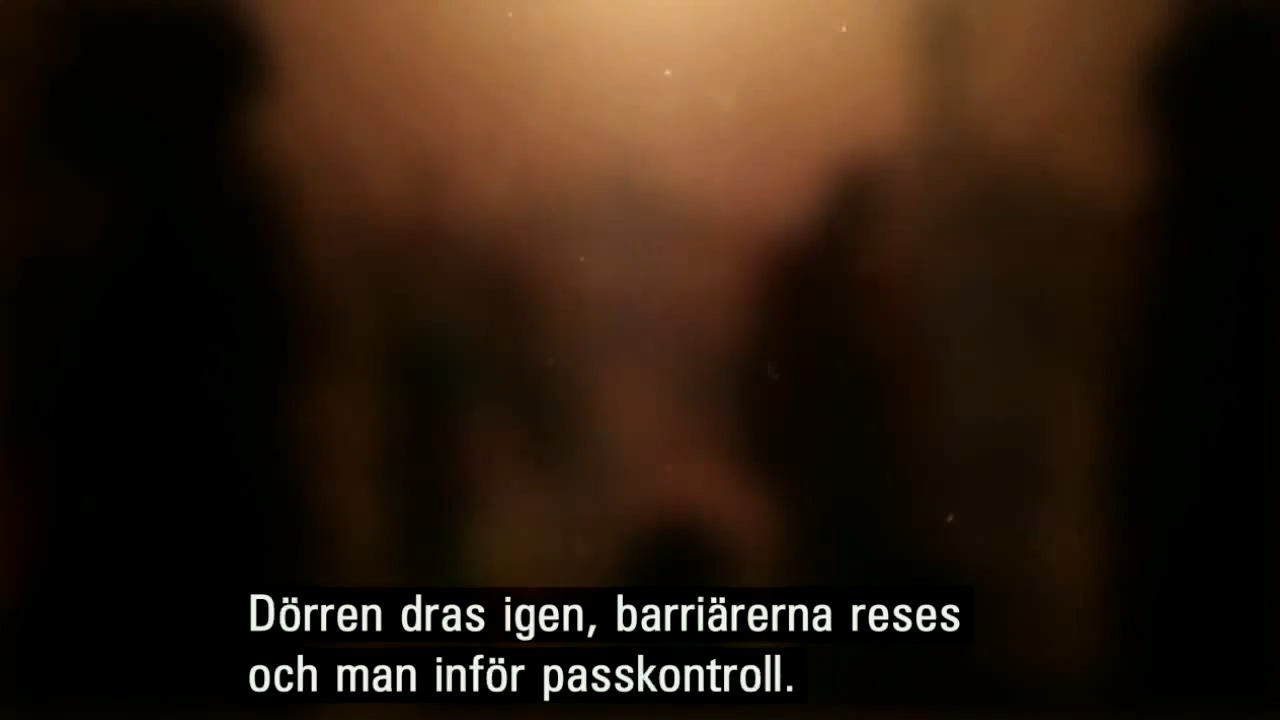 Dörren dras igen, barriärerna reses
och man inför passkontroll.